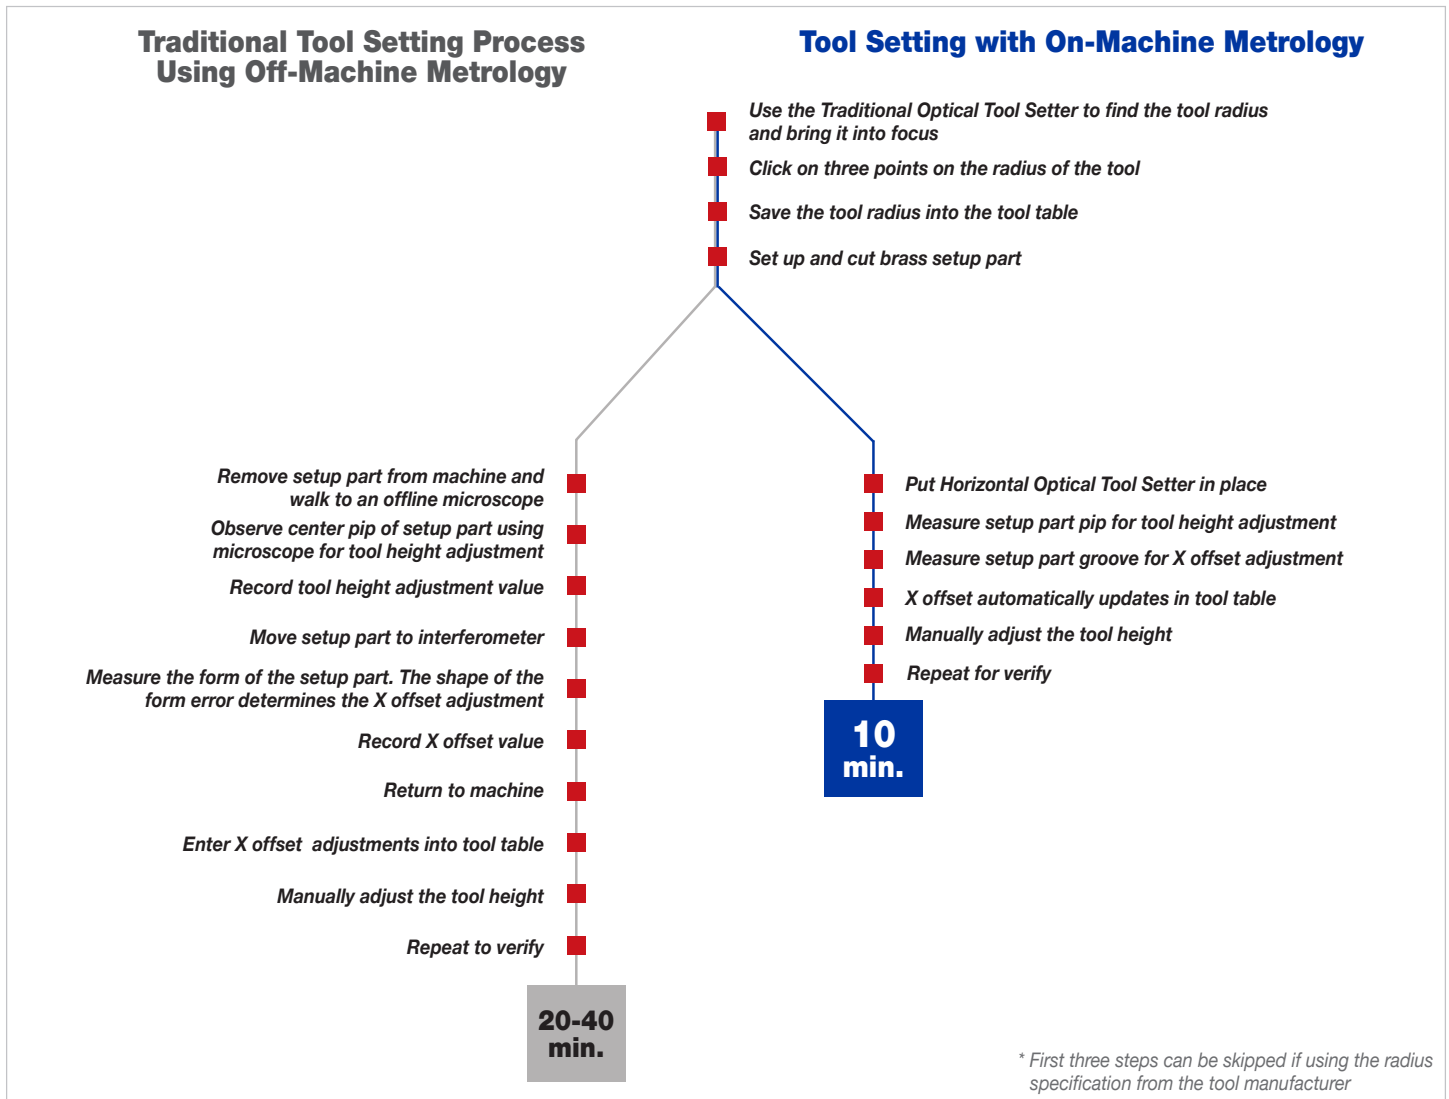 Traditional Tool Setting Process
Using Off-Machine Metrology
Tool Setting with On-Machine Metrology
Use the Traditional Optical Tool Setter to find the tool radius
and bring it into focus
Click on three points on the radius of the tool
Save the tool radius into the tool table
Set up and cut brass setup part
Remove setup part from machine and
walk to an offline microscope
Observe center pip of setup part using
microscope for tool height adjustment
Record tool height adjustment value
Move setup part to interferometer
Measure the form of the setup part. The shape of the
form error determines the X offset adjustment
Record X offset value
Return to machine
Enter X offset  adjustments into tool table
Manually adjust the tool height
Repeat to verify
20-40
min.
Put Horizontal Optical Tool Setter in place
Measure setup part pip for tool height adjustment
Measure setup part groove for X offset adjustment
X offset automatically updates in tool table
Manually adjust the tool height
Repeat for verify
10
min.
* First three steps can be skipped if using the radius
specification from the tool manufacturer